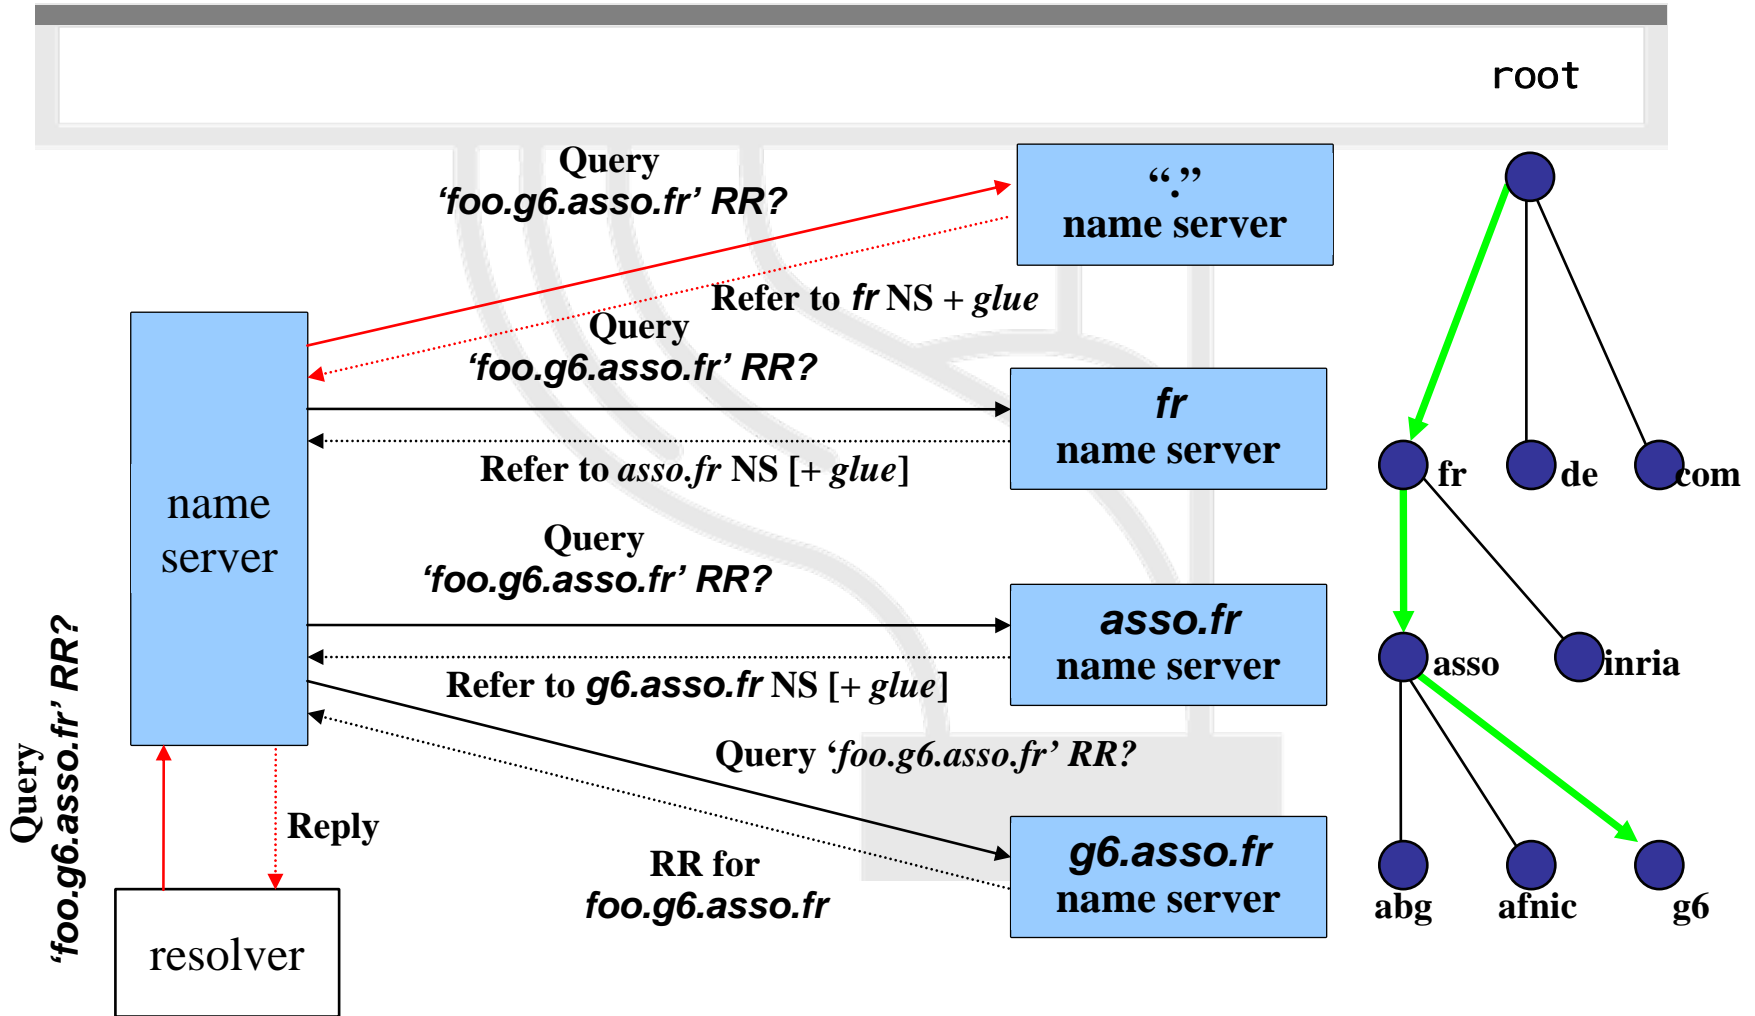 root
Query
‘foo.g6.asso.fr’ RR?
“.”
name server
Refer to fr NS + glue
Query
‘foo.g6.asso.fr’ RR?
fr
name server
Refer to asso.fr NS [+ glue]
name
server
Query
‘foo.g6.asso.fr’ RR?
asso.fr
name server
Refer to g6.asso.fr NS [+ glue]
Query ‘foo.g6.asso.fr’ RR?
g6.asso.fr
name server
RR for
foo.g6.asso.fr
Query
‘foo.g6.asso.fr’ RR?
Reply
resolver
fr
de
com
asso
inria
abg
afnic
g6